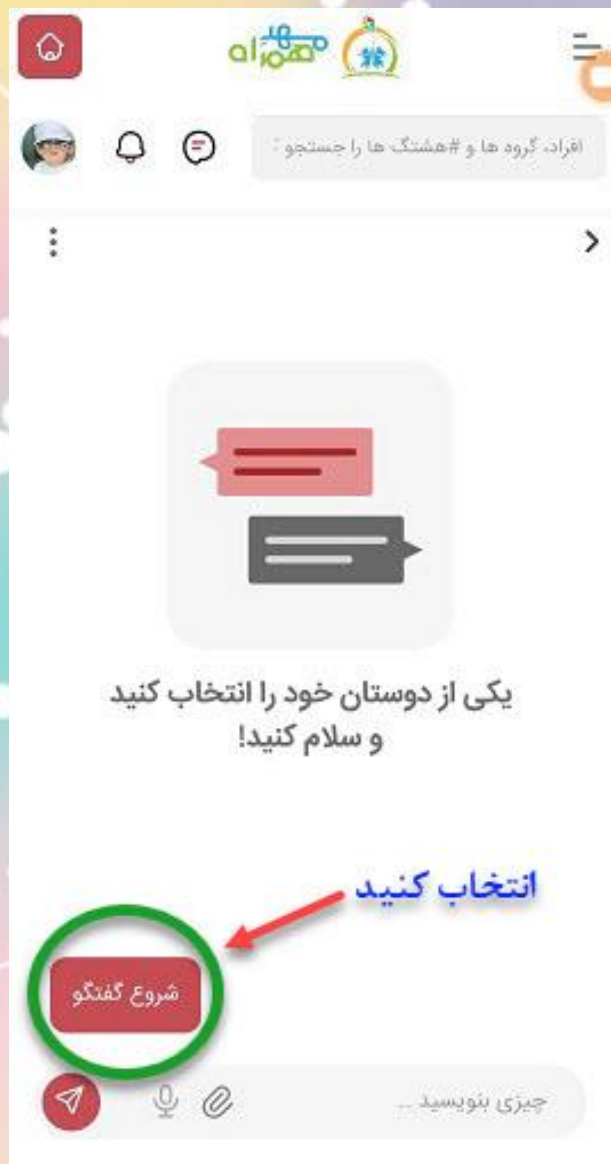 مهد همراه
افراد، گروه ها و #هشتگ ها را جستجو
یکی از دوستان خود را انتخاب کنید
و سلام کنید!
انتخاب کنید
شروع گفتگو
چیزی بنویسید ...